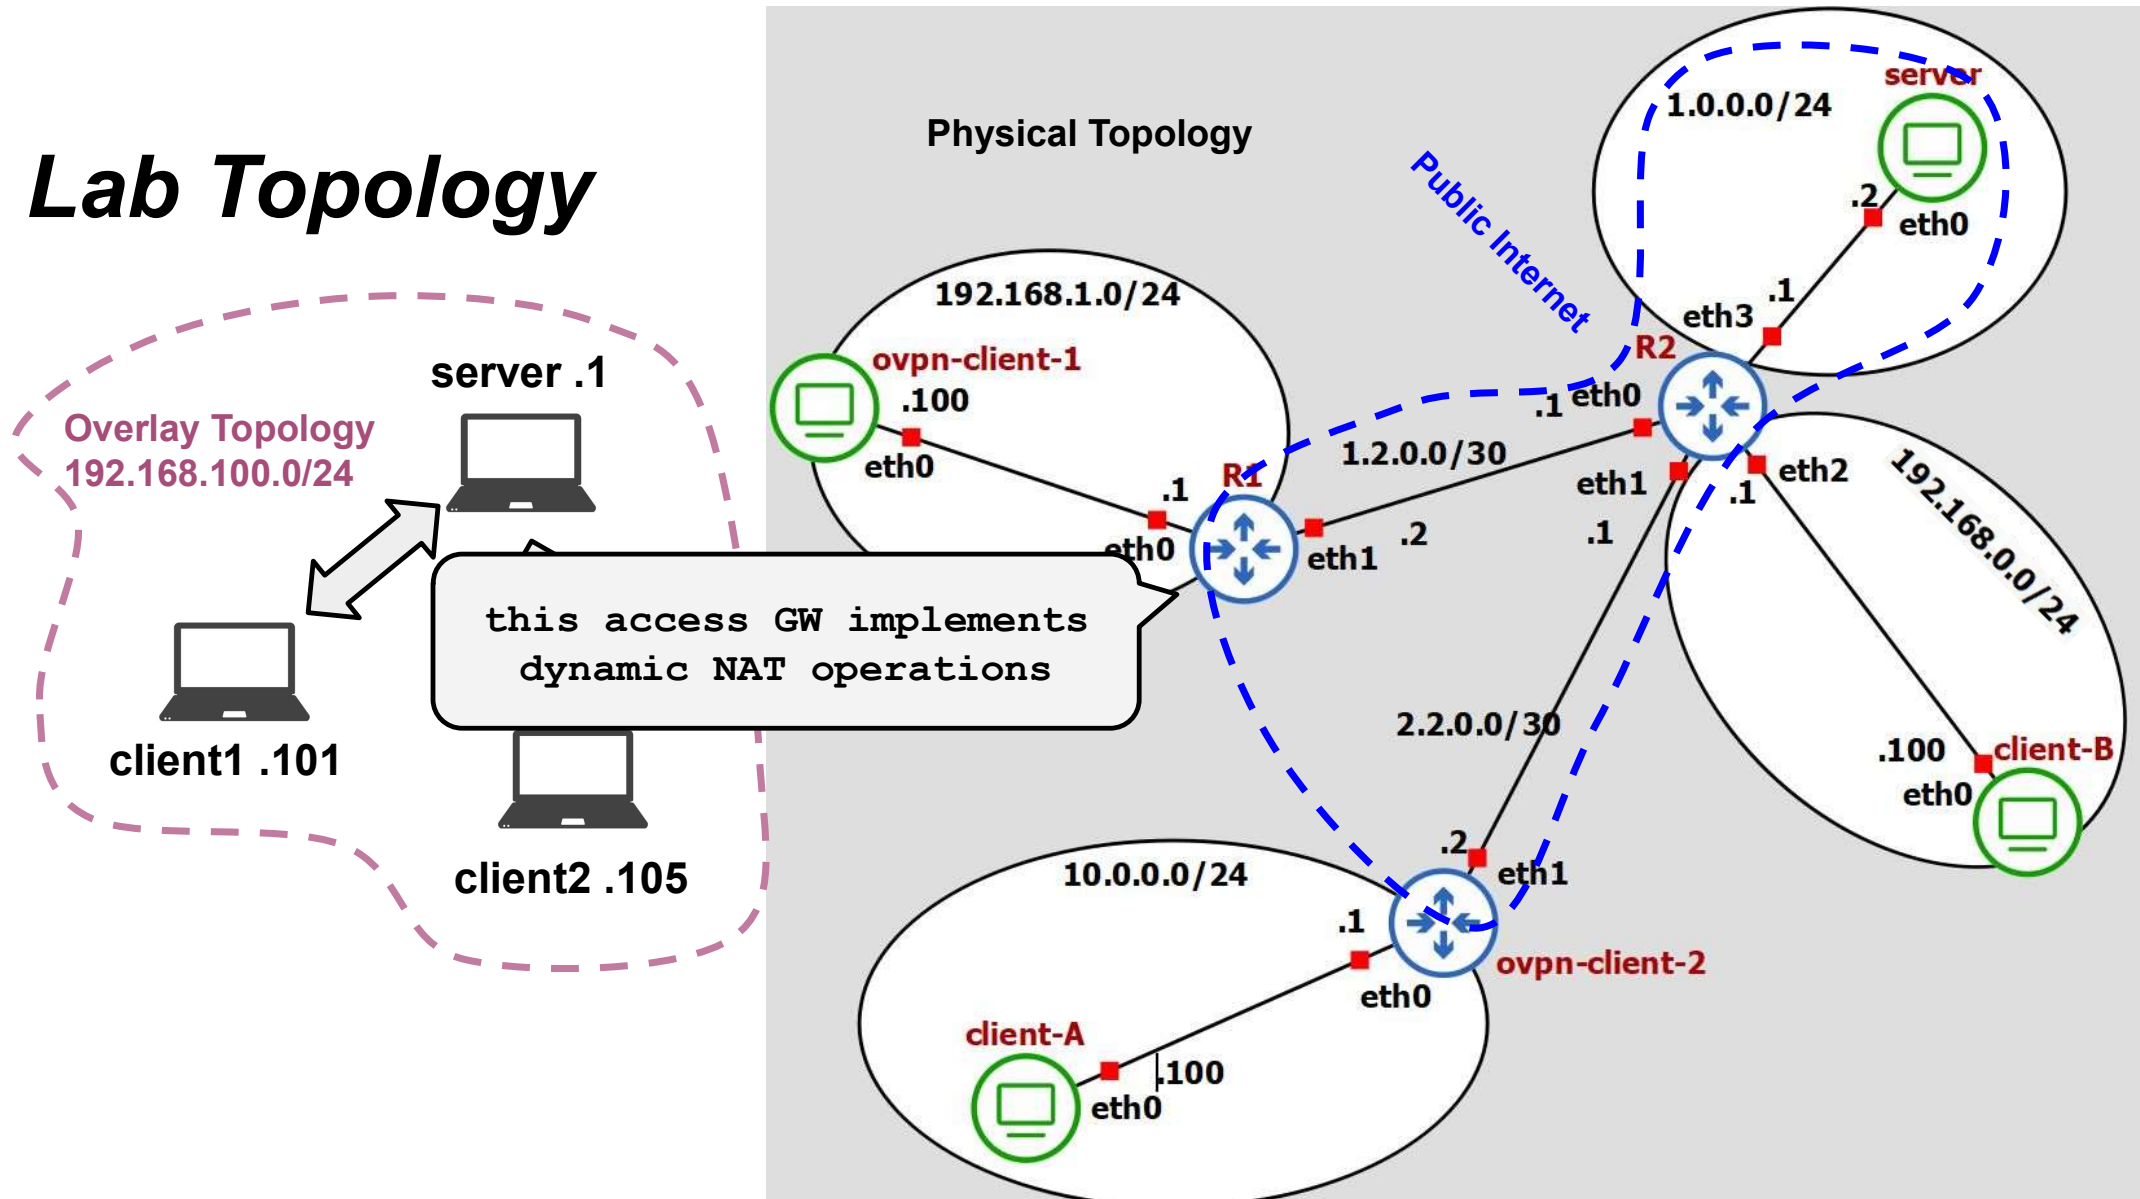 Lab Topology
Overlay Topology
192.168.100.0/24
server .1
client1 .101
client2 .105
this access GW implements
dynamic NAT operations
Physical Topology
Public Internet
192.168.1.0/24
ovpn-client-1
.100
eth0
.1
eth0
R1
eth1
.2
1.2.0.0/30
.1
eth0
R2
eth3
.1
1.0.0.0/24
server
.2
eth0
eth1
.1
eth2
.1
192.168.0.0/24
.100
client-B
eth0
2.2.0.0/30
.2
eth1
ovpn-client-2
10.0.0.0/24
.1
eth0
client-A
.100
eth0